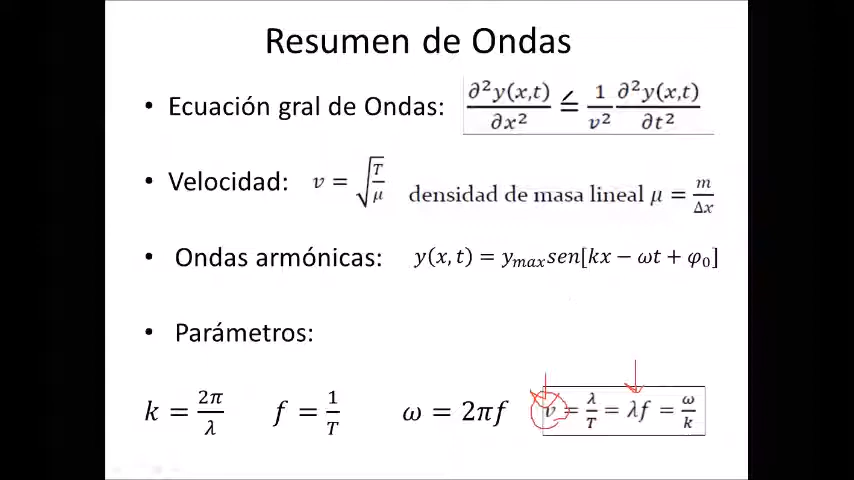 Resumen de Ondas
• Ecuación gral de Ondas: ∂²y(x,t)/∂x² = 1/v² ∂²y(x,t)/∂t²
• Velocidad: v = √(T/μ) densidad de masa lineal μ = m/Δx
• Ondas armónicas: y(x, t) = y_max sen[kx − ωt + φ₀]
• Parámetros:
k = 2π/λ f = 1/T ω = 2πf v = λ/T = λf = ω/k